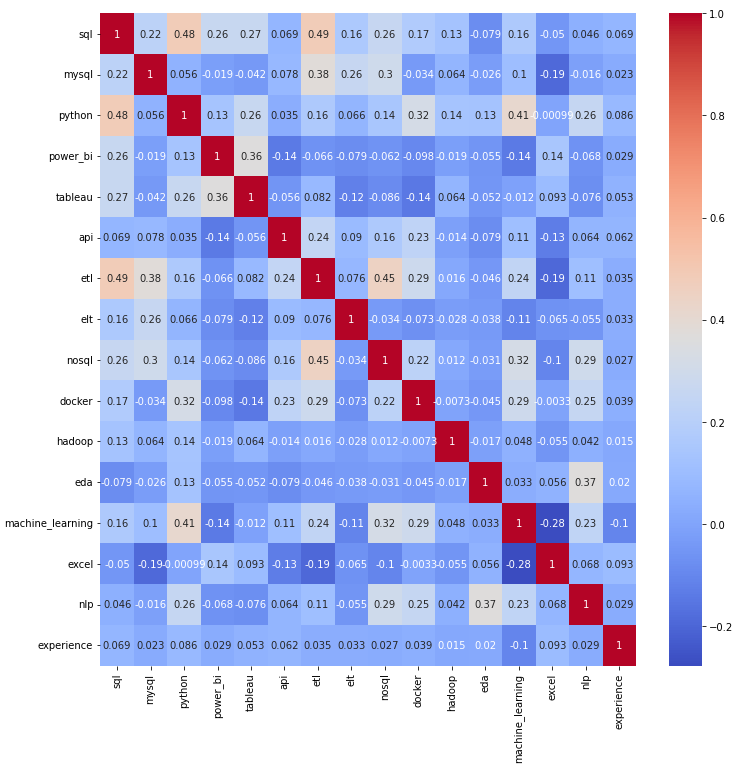 sql 1 0.22 0.48 0.26 0.27 0.069 0.49 0.16 0.26 0.17 0.13 -0.079 0.16 -0.05 0.046 0.069
mysql 0.22 1 0.056 -0.019 -0.042 0.078 0.38 0.26 0.3 -0.034 0.064 -0.026 0.1 -0.19 -0.016 0.023
python 0.48 0.056 1 0.13 0.26 0.035 0.16 0.066 0.14 0.32 0.14 0.13 0.41 -0.00099 0.26 0.086
power_bi 0.26 -0.019 0.13 1 0.36 -0.14 -0.066 -0.079 -0.062 -0.098 -0.019 -0.055 -0.14 0.14 -0.068 0.029
tableau 0.27 -0.042 0.26 0.36 1 -0.056 0.082 -0.12 -0.086 -0.14 0.064 -0.052 -0.012 0.093 -0.076 0.053
api 0.069 0.078 0.035 -0.14 -0.056 1 0.24 0.09 0.16 0.23 -0.014 -0.079 0.11 -0.13 0.064 0.062
etl 0.49 0.38 0.16 -0.066 0.082 0.24 1 0.076 0.45 0.29 0.016 -0.046 0.24 -0.19 0.11 0.035
elt 0.16 0.26 0.066 -0.079 -0.12 0.09 0.076 1 -0.034 -0.073 -0.028 -0.038 -0.11 -0.065 -0.055 0.033
nosql 0.26 0.3 0.14 -0.062 -0.086 0.16 0.45 -0.034 1 0.22 0.012 -0.031 0.32 -0.1 0.29 0.027
docker 0.17 -0.034 0.32 -0.098 -0.14 0.23 0.29 -0.073 0.22 1 -0.0073 -0.045 0.29 -0.0033 0.25 0.039
hadoop 0.13 0.064 0.14 -0.019 0.064 -0.014 0.016 -0.028 0.012 -0.0073 1 -0.017 0.048 -0.055 0.042 0.015
eda -0.079 -0.026 0.13 -0.055 -0.052 -0.079 -0.046 -0.038 -0.031 -0.045 -0.017 1 0.033 0.056 0.37 0.02
machine_learning 0.16 0.1 0.41 -0.14 -0.012 0.11 0.24 -0.11 0.32 0.29 0.048 0.033 1 -0.28 0.23 -0.1
excel -0.05 -0.19 -0.00099 0.14 0.093 -0.13 -0.19 -0.065 -0.1 -0.0033 -0.055 0.056 -0.28 1 0.068 0.093
nlp 0.046 -0.016 0.26 -0.068 -0.076 0.064 0.11 -0.055 0.29 0.25 0.042 0.37 0.23 0.068 1 0.029
experience 0.069 0.023 0.086 0.029 0.053 0.062 0.035 0.033 0.027 0.039 0.015 0.02 -0.1 0.093 0.029 1
sql mysql python power_bi tableau api etl elt nosql docker hadoop eda machine_learning excel nlp experience
1.0
0.8
0.6
0.4
0.2
0.0
−0.2